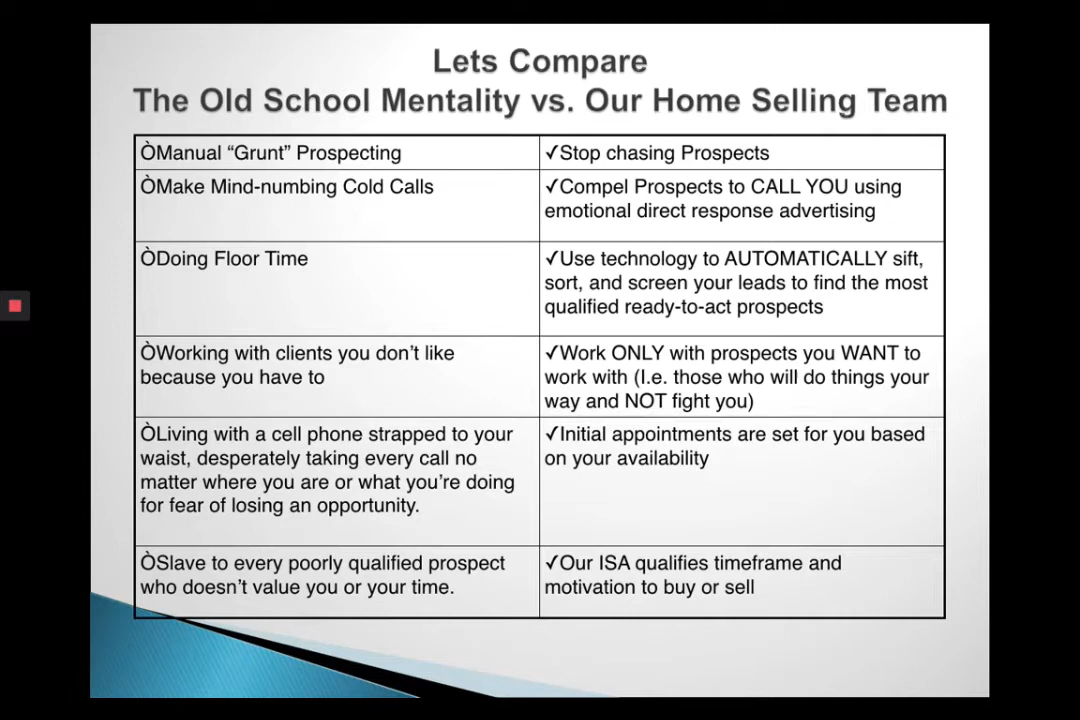 Lets Compare
The Old School Mentality vs. Our Home Selling Team
ÒManual “Grunt” Prospecting
✓Stop chasing Prospects
ÒMake Mind-numbing Cold Calls
✓Compel Prospects to CALL YOU using
emotional direct response advertising
ÒDoing Floor Time
✓Use technology to AUTOMATICALLY sift,
sort, and screen your leads to find the most
qualified ready-to-act prospects
ÒWorking with clients you don’t like
because you have to
✓Work ONLY with prospects you WANT to
work with (I.e. those who will do things your
way and NOT fight you)
ÒLiving with a cell phone strapped to your
waist, desperately taking every call no
matter where you are or what you’re doing
for fear of losing an opportunity.
✓Initial appointments are set for you based
on your availability
ÒSlave to every poorly qualified prospect
who doesn’t value you or your time.
✓Our ISA qualifies timeframe and
motivation to buy or sell